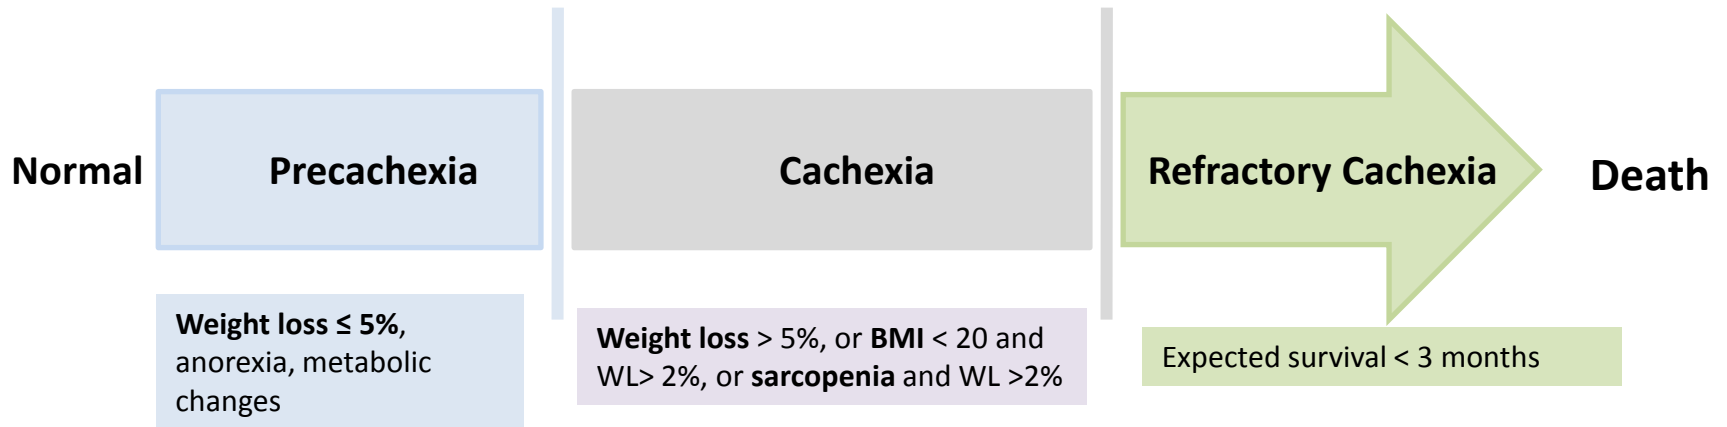 Normal
Precachexia
Cachexia
Refractory Cachexia
Death
Weight loss ≤ 5%,
anorexia, metabolic
changes
Weight loss > 5%, or BMI < 20 and
WL> 2%, or sarcopenia and WL >2%
Expected survival < 3 months